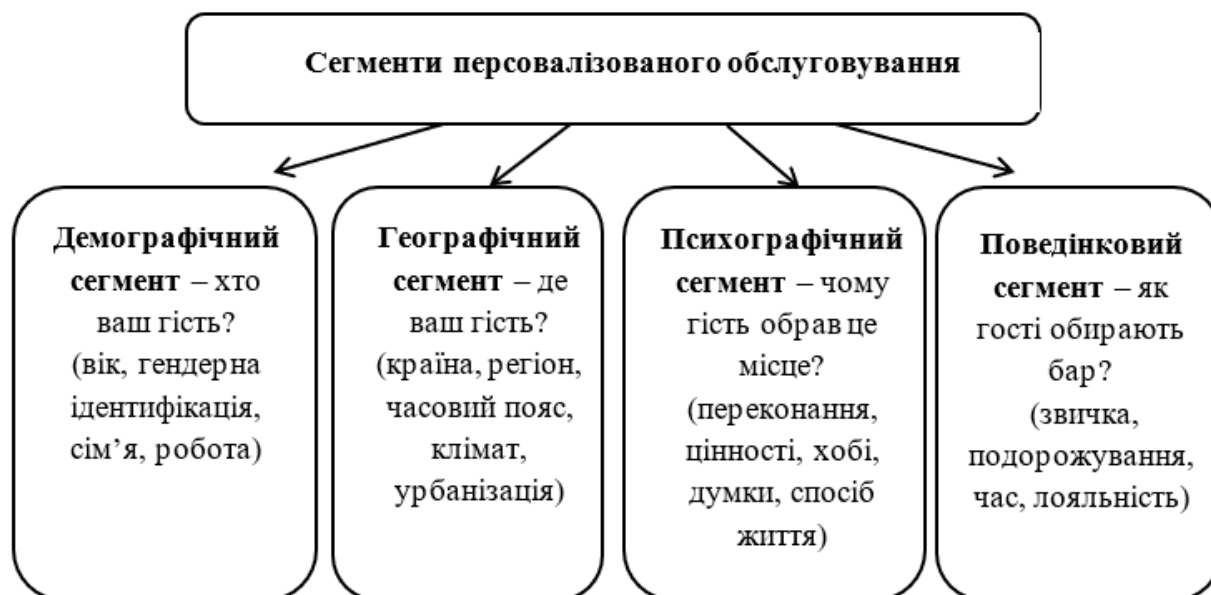 Сегменти персовалізованого обслуговування
Демографічний
сегмент – хто
ваш гість?
(вік, гендерна
ідентифікація,
сім’я, робота)
Географічний
сегмент – де
ваш гість?
(країна, регіон,
часовий пояс,
клімат,
урбанізація)
Психографічний
сегмент – чому
гість обрав це
місце?
(переконання,
цінності, хобі,
думки, спосіб
життя)
Поведінковий
сегмент – як
гості обирають
бар?
(звичка,
подорожування,
час, лояльність)